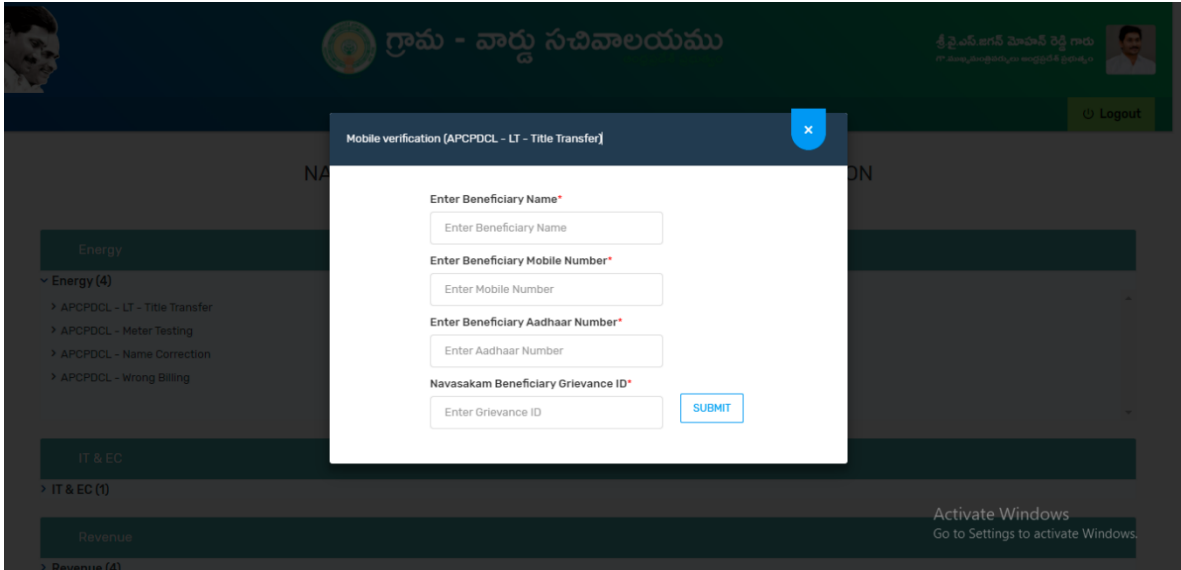 గ్రామ - వార్డు సచివాలయము
శ్రీ వై.ఎస్.జగన్ మోహన్ రెడ్డి గారు
Logout
Mobile verification (APCPDCL - LT - Title Transfer)
×
NA
ON
Enter Beneficiary Name*
Enter Beneficiary Name
Enter Beneficiary Mobile Number*
Enter Mobile Number
Enter Beneficiary Aadhaar Number*
Enter Aadhaar Number
Navasakam Beneficiary Grievance ID*
Enter Grievance ID
SUBMIT
Energy
Energy (4)
APCPDCL - LT - Title Transfer
APCPDCL - Meter Testing
APCPDCL - Name Correction
APCPDCL - Wrong Billing
IT & EC
IT & EC (1)
Revenue
Revenue (4)
Activate Windows
Go to Settings to activate Windows.